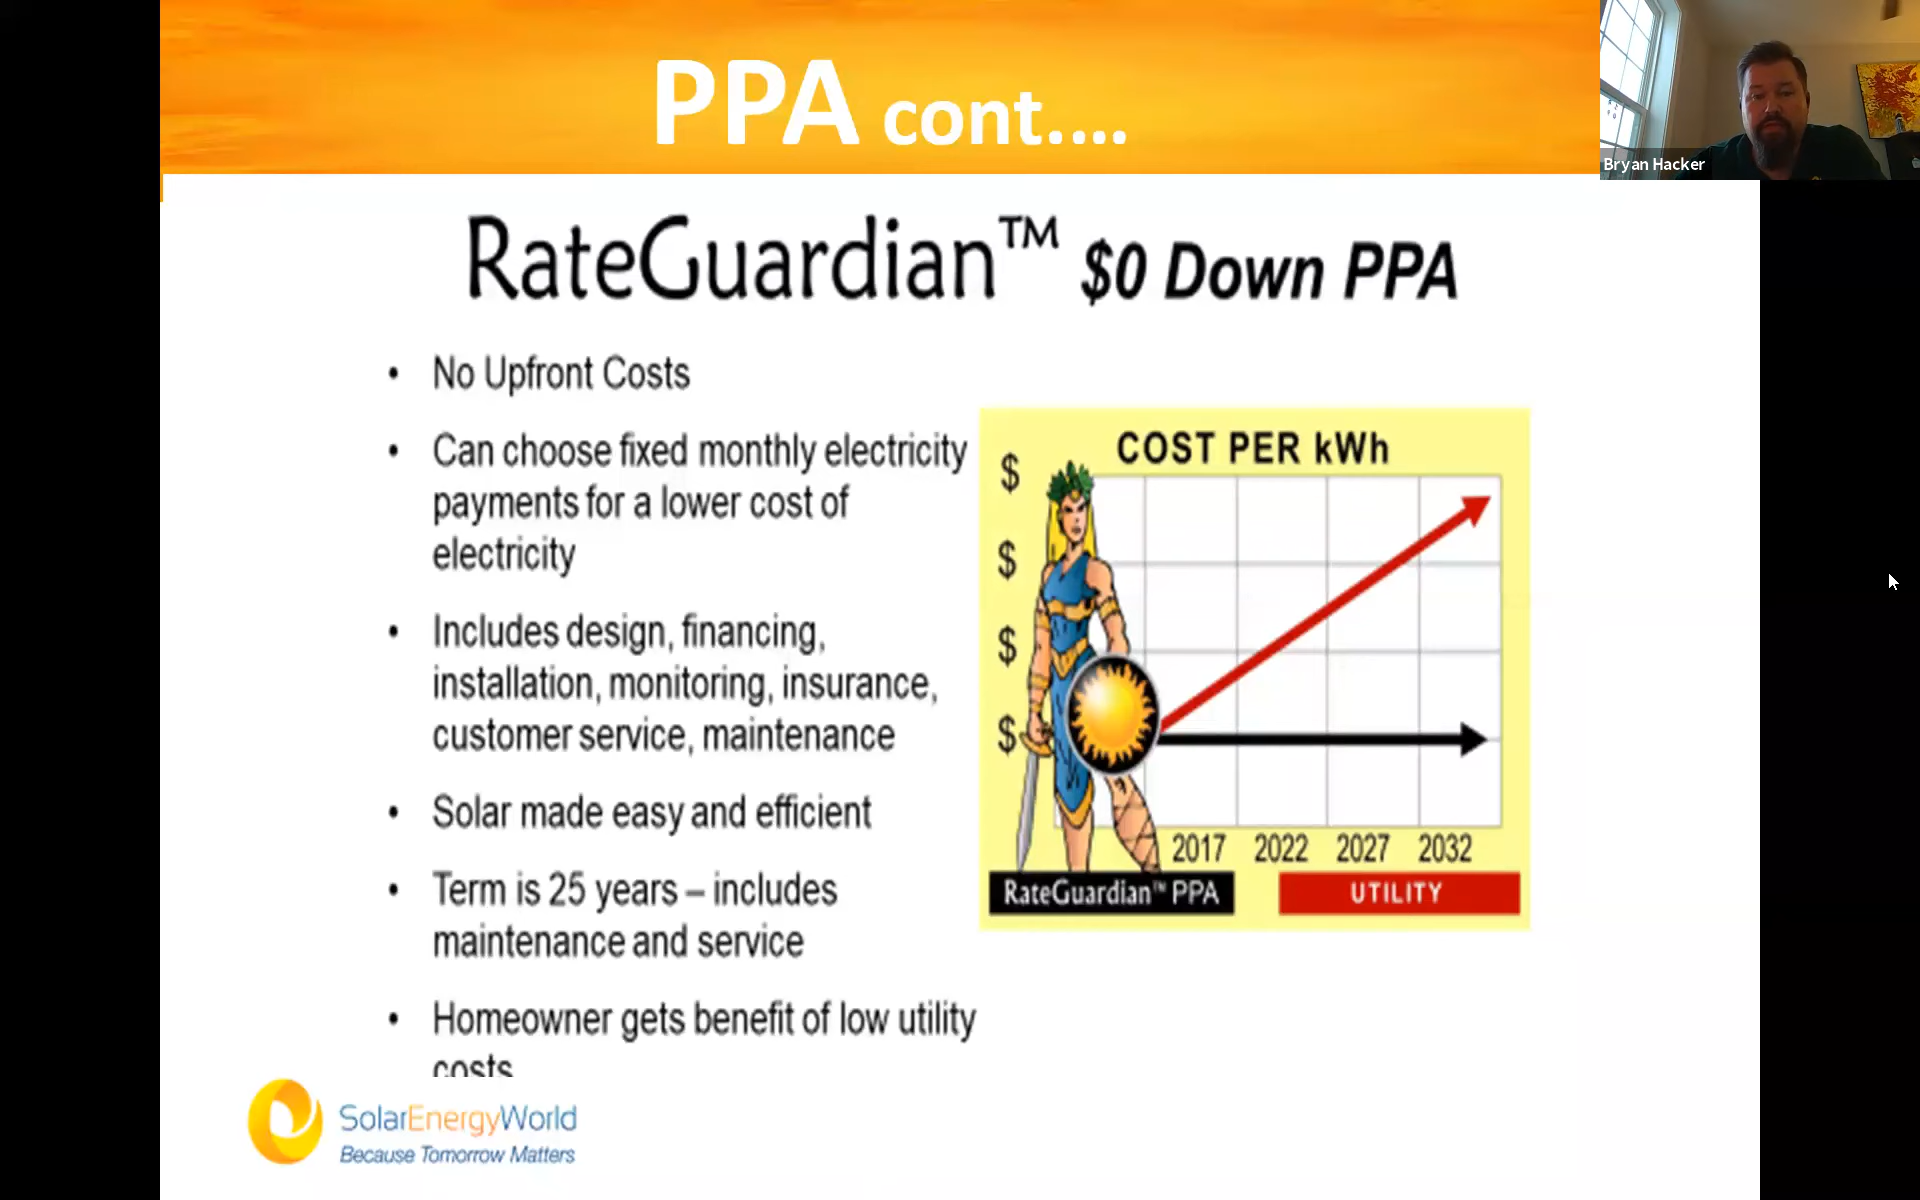 PPA cont.…
Bryan Hacker
RateGuardian™ $0 Down PPA
• No Upfront Costs
• Can choose fixed monthly electricity
payments for a lower cost of
electricity
• Includes design, financing,
installation, monitoring, insurance,
customer service, maintenance
• Solar made easy and efficient
• Term is 25 years – includes
maintenance and service
• Homeowner gets benefit of low utility
costs
COST PER kWh
$
$
$
$
2017 2022 2027 2032
RateGuardian™ PPA UTILITY
SolarEnergyWorld
Because Tomorrow Matters